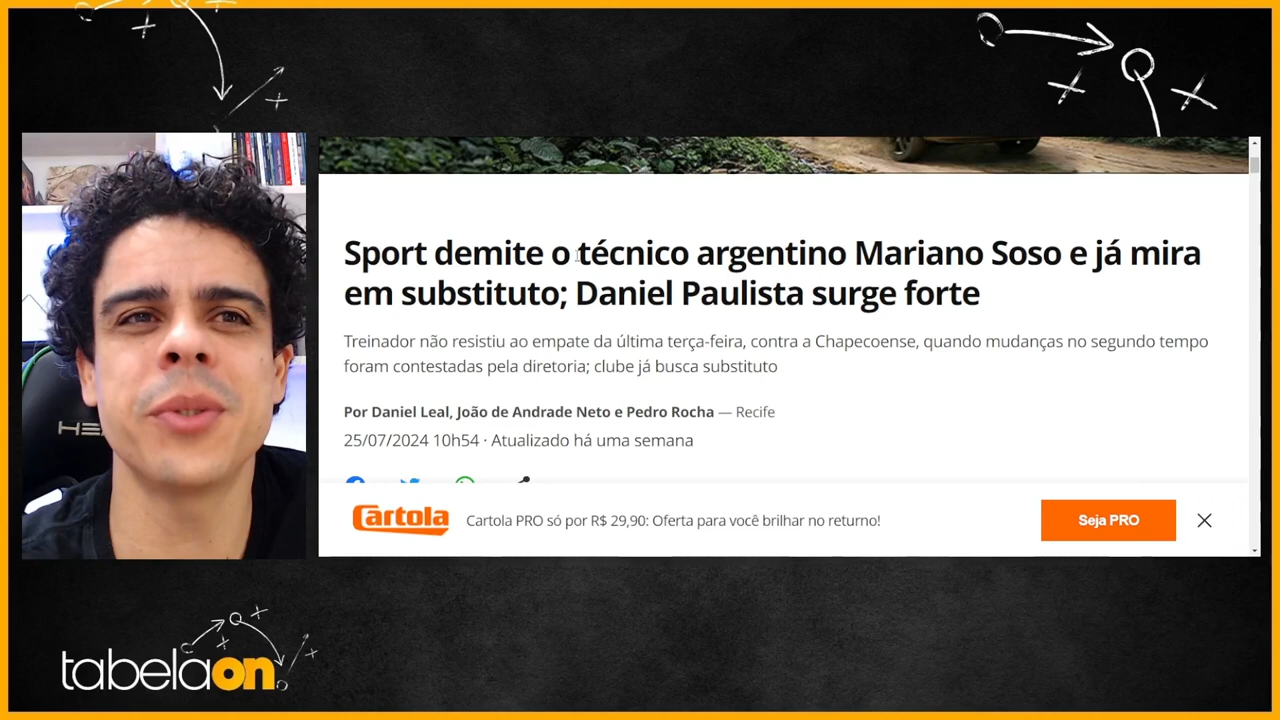 Sport demite o técnico argentino Mariano Soso e já mira
em substituto; Daniel Paulista surge forte
Treinador não resistiu ao empate da última terça-feira, contra a Chapecoense, quando mudanças no segundo tempo
foram contestadas pela diretoria; clube já busca substituto
Por Daniel Leal, João de Andrade Neto e Pedro Rocha — Recife
25/07/2024 10h54 · Atualizado há uma semana
cartola
Cartola PRO só por R$ 29,90: Oferta para você brilhar no returno!
Seja PRO
tabelaon